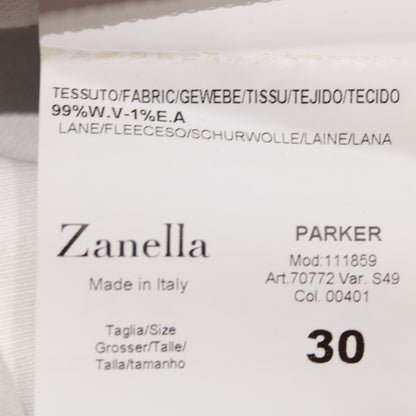 TESSUTO/FABRIC/GEWEBE/TISSU/TEJIDO/TECIDO
99%W.V-1%E.A
LANE/FLEECESO/SCHURWOLLE/LAINE/LANA
Zanella
Made in Italy
Taglia/Size
Grosser/Talle/
Talla/tamanho
PARKER
Mod:111859
Art.70772 Var. S49
Col. 00401
30